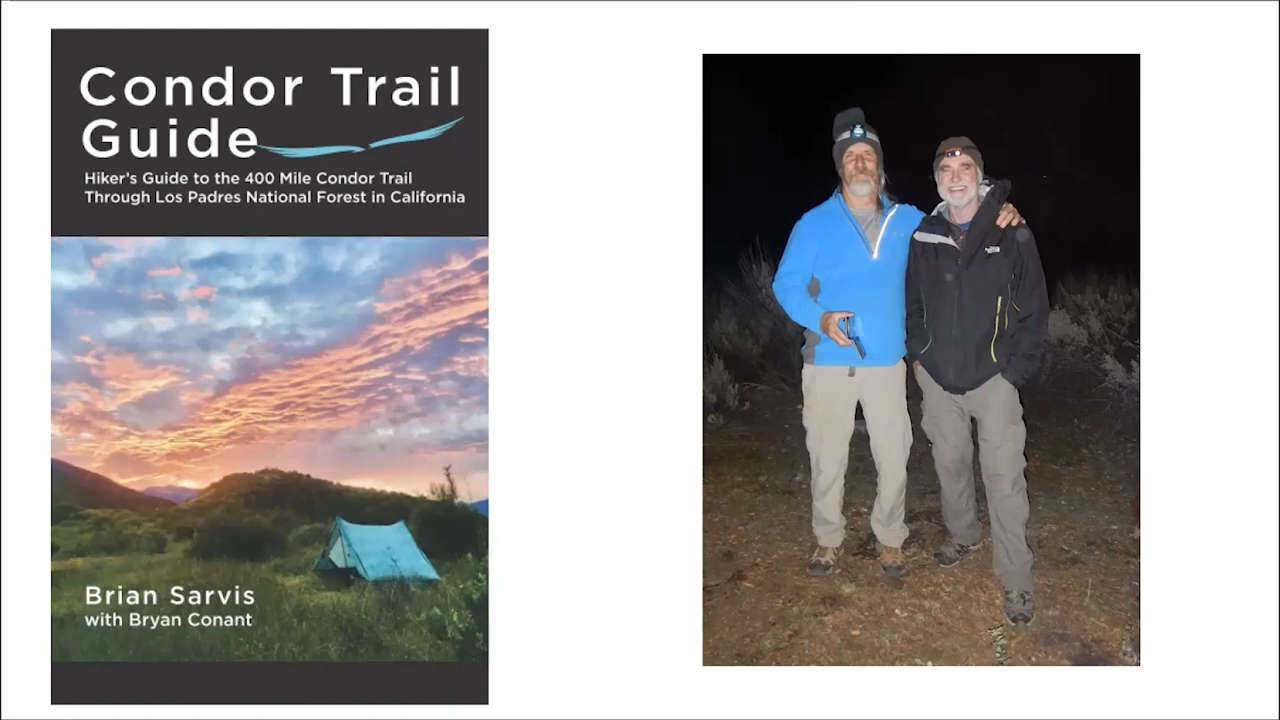 Condor Trail
Guide
Hiker's Guide to the 400 Mile Condor Trail
Through Los Padres National Forest in California
Brian Sarvis
with Bryan Conant